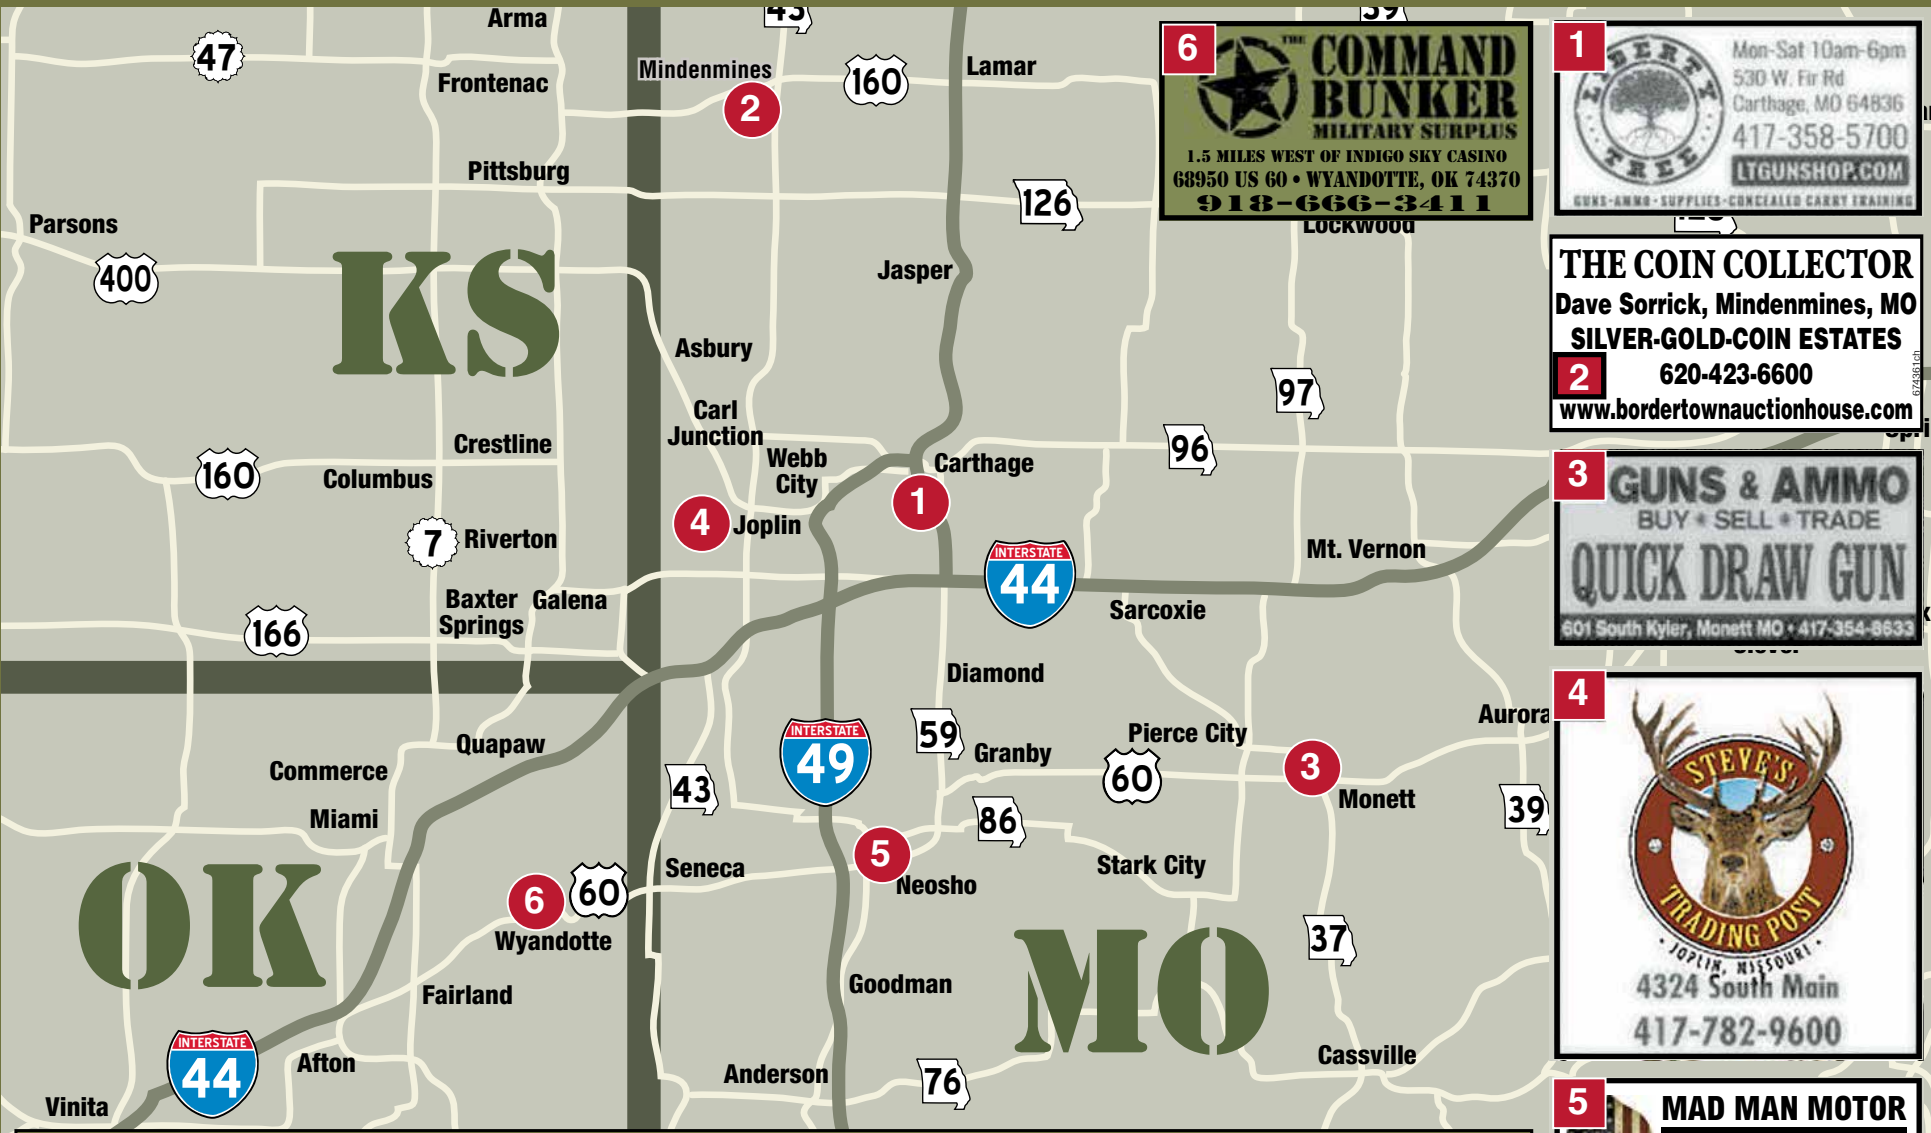 Arma
43
39
47
Frontenac
Mindenmines
2
160
Lamar
Pittsburg
126
Parsons
400
KS
Jasper
Lockwood
Asbury
97
Carl
Junction
Crestline
Webb
City
Carthage
96
160
Columbus
1
4
Joplin
7
Riverton
INTERSTATE
44
Mt. Vernon
Baxter
Springs
Galena
Sarcoxie
166
Diamond
Aurora
Quapaw
INTERSTATE
49
59
Granby
Pierce City
60
3
Monett
Commerce
43
39
Miami
86
5
Neosho
Stark City
Seneca
OK
6
60
Wyandotte
37
MO
Fairland
Goodman
INTERSTATE
44
Afton
Anderson
76
Cassville
Vinita
6
THE COMMAND
BUNKER
MILITARY SURPLUS
1.5 MILES WEST OF INDIGO SKY CASINO
68950 US 60 • WYANDOTTE, OK 74370
918-666-3411
1
LIBERTY
TREE
Mon-Sat 10am-6pm
530 W. Fir Rd
Carthage, MO 64836
417-358-5700
LTGUNSHOP.COM
GUNS-AMMO-SUPPLIES-CONCEALED CARRY TRAINING
THE COIN COLLECTOR
Dave Sorrick, Mindenmines, MO
SILVER-GOLD-COIN ESTATES
2
620-423-6600
www.bordertownauctionhouse.com
674361ch
3
GUNS & AMMO
BUY * SELL * TRADE
QUICK DRAW GUN
601 South Kyler, Monett MO • 417-354-8633
4
STEVE'S
TRADING POST
• JOPLIN, MISSOURI •
4324 South Main
417-782-9600
5
MAD MAN MOTOR